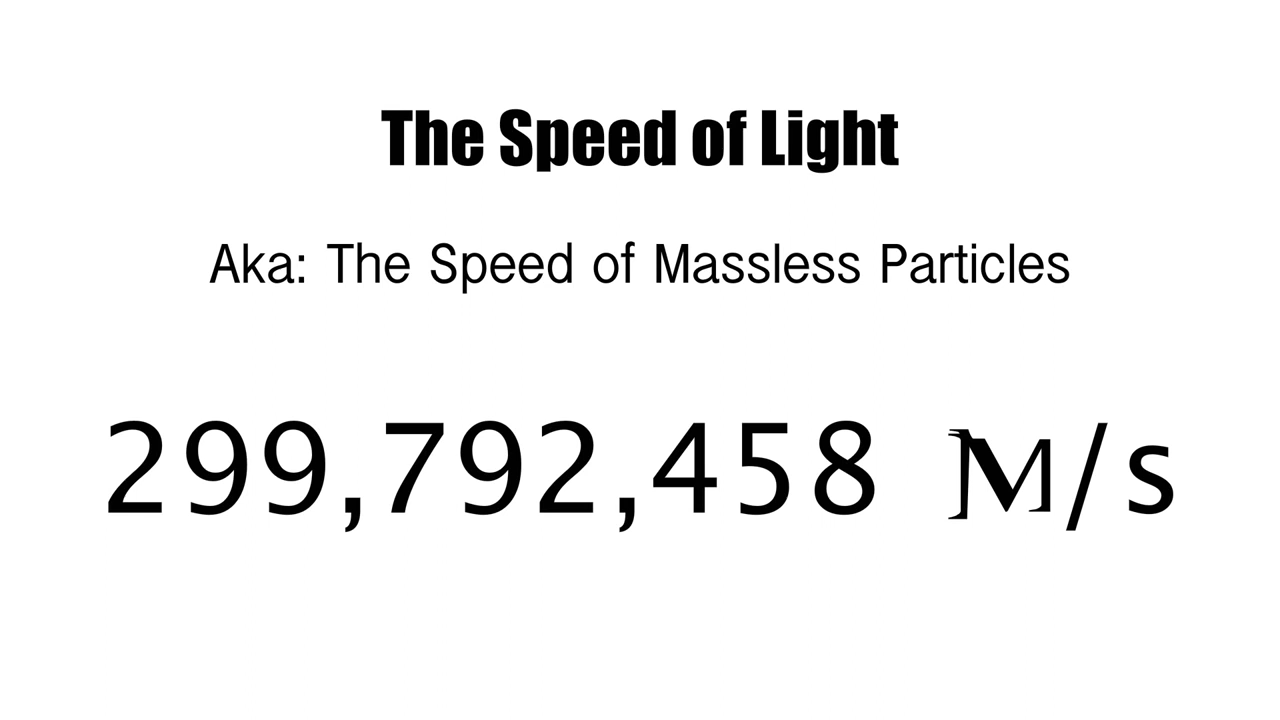 The Speed of Light
Aka: The Speed of Massless Particles
299,792,458 M/s